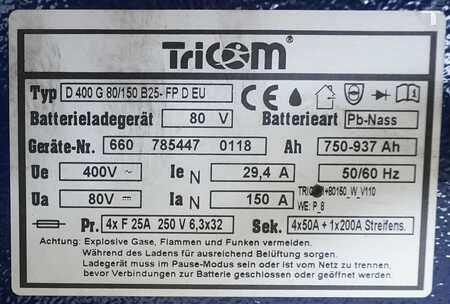 TriCOM®
Typ D 400 G 80/150 B25- FP D EU CE
Batterieladegerät 80 V Batterieart Pb-Nass
Geräte-Nr. 660 785447 0118 Ah 750-937 Ah
Ue 400V ~ Ie N 29,4 A 50/60 Hz
Ua 80V Ia N 150 A +80150_W_V110
WE: P_8
Pr. 4x F 25A 250 V 6,3x32 Sek. 4x50A + 1x200A Streifens.
Achtung: Explosive Gase, Flammen und Funken vermeiden.
Während des Ladens für ausreichend Belüftung sorgen.
Ladegerät muss im Pause-Modus sein oder ist vom Netz zu trennen,
bevor Verbindungen zur Batterie geschlossen oder geöffnet werden.